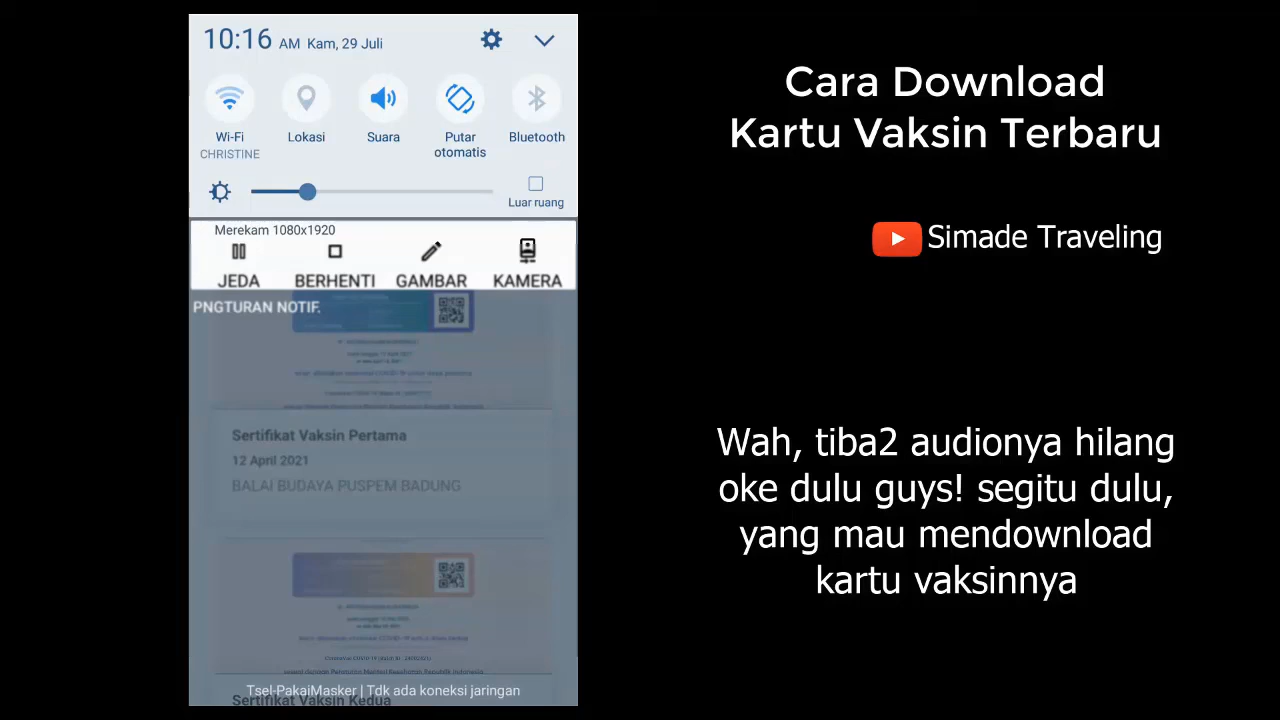 10:16 AM Kam, 29 Juli
Wi-Fi
CHRISTINE
Lokasi
Suara
Putar
otomatis
Bluetooth
Luar ruang
Merekam 1080x1920
JEDA
BERHENTI
GAMBAR
KAMERA
PNGTURAN NOTIF.
Sertifikat Vaksin Pertama
12 April 2021
BALAI BUDAYA PUSPEM BADUNG
Tsel-PakaiMasker | Tdk ada koneksi jaringan
Sertifikat Vaksin Kedua
Cara Download
Kartu Vaksin Terbaru
Simade Traveling
Wah, tiba2 audionya hilang
oke dulu guys! segitu dulu,
yang mau mendownload
kartu vaksinnya